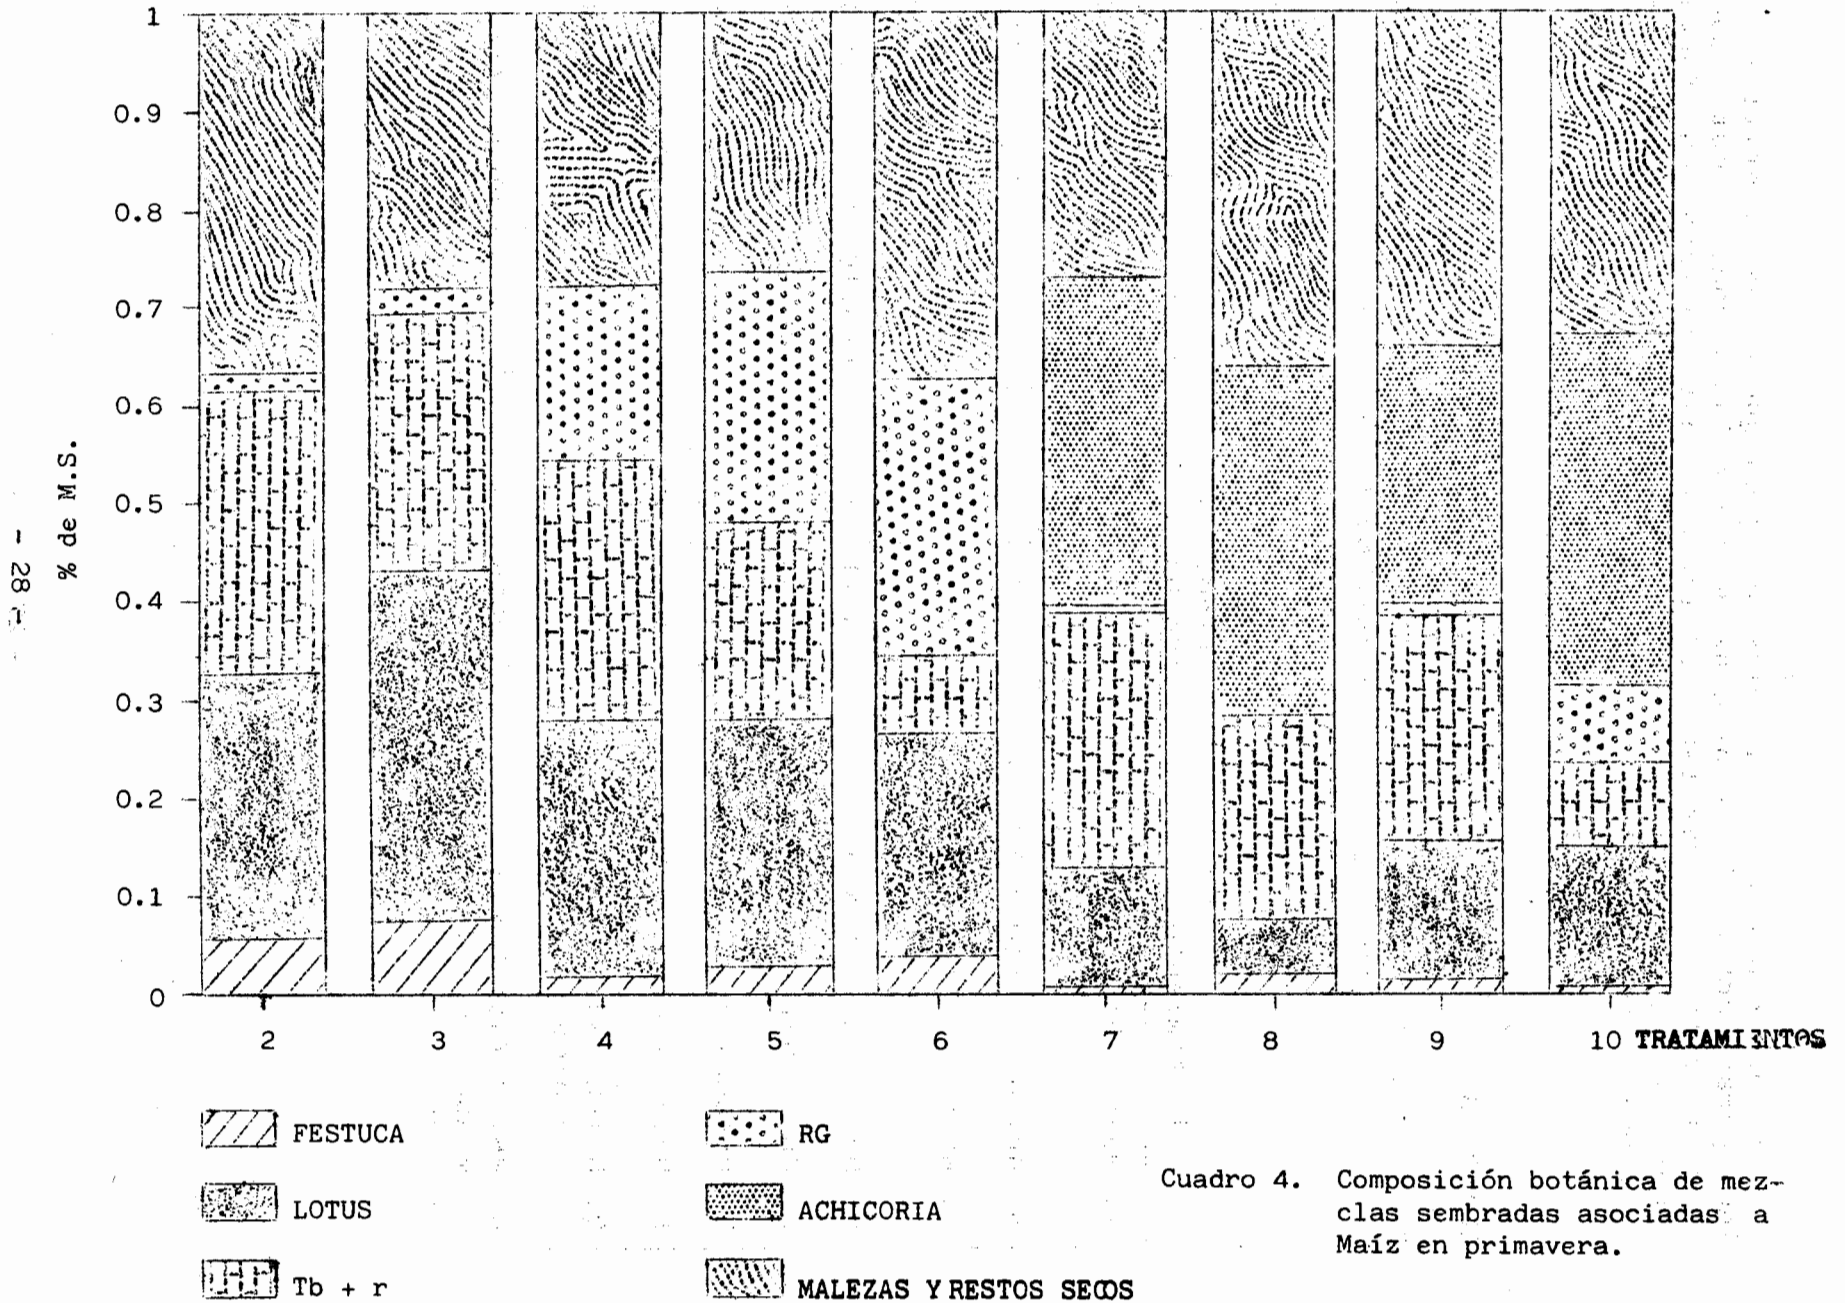 1
0.9
0.8
0.7
0.6
0.5
0.4
0.3
0.2
0.1
0
% de M.S.
- 28 -
2 3 4 5 6 7 8 9 10 TRATAMIENTOS
FESTUCA
LOTUS
Tb + r
RG
ACHICORIA
MALEZAS Y RESTOS SECOS
Cuadro 4. Composición botánica de mez-
clas sembradas asociadas a
Maíz en primavera.